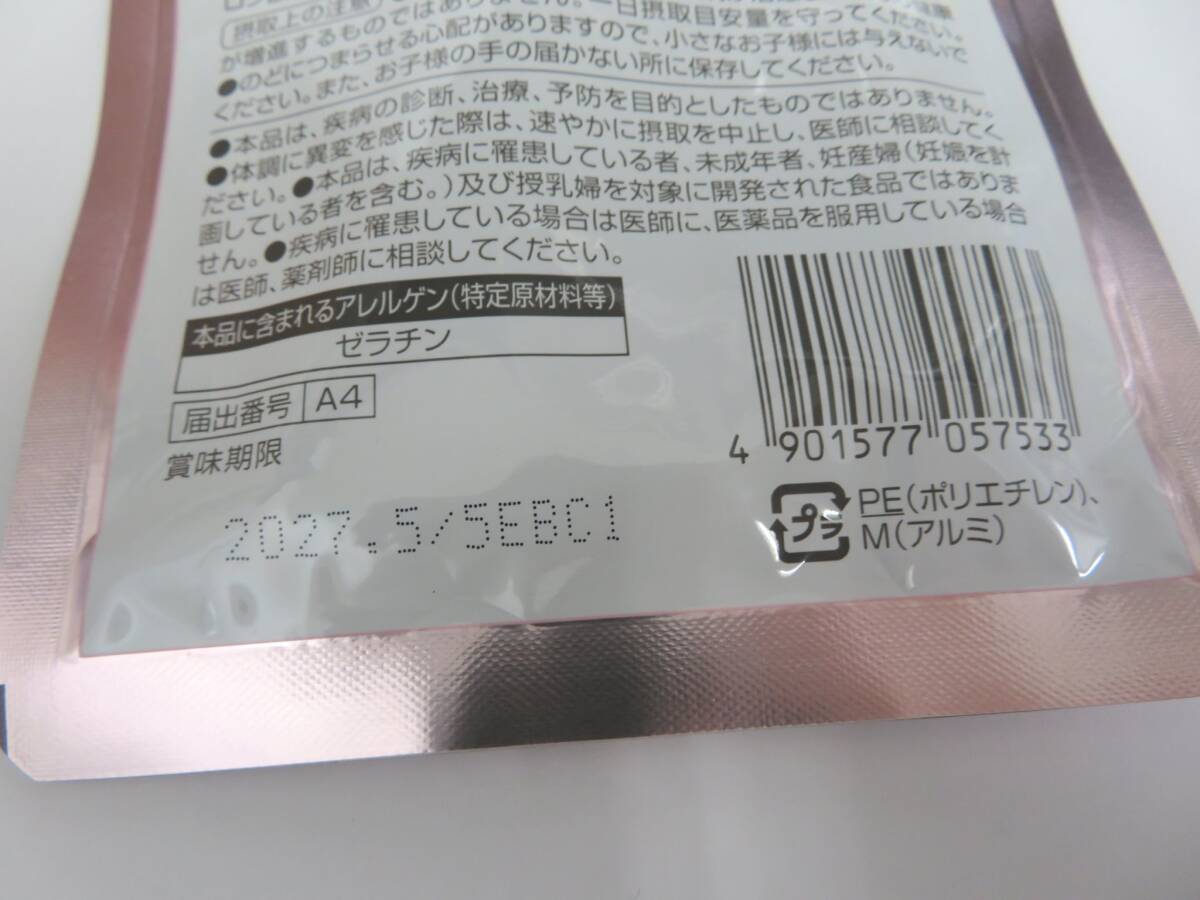 摂取上の注意
が増進するものではありません。一日摂取目安量を守ってください。
●のどにつまらせる心配がありますので、小さなお子様には与えないで
ください。また、お子様の手の届かない所に保存してください。
●本品は、疾病の診断、治療、予防を目的としたものではありません。
●体調に異変を感じた際は、速やかに摂取を中止し、医師に相談してく
ださい。●本品は、疾病に罹患している者、未成年者、妊産婦(妊娠を計
画している者を含む。)及び授乳婦を対象に開発された食品ではありま
せん。●疾病に罹患している場合は医師に、医薬品を服用している場合
は医師、薬剤師に相談してください。
本品に含まれるアレルゲン(特定原材料等)
ゼラチン
届出番号 A4
賞味期限
2027.5/5EBC1
4 901577 057533
プラ PE(ポリエチレン)、
M(アルミ)